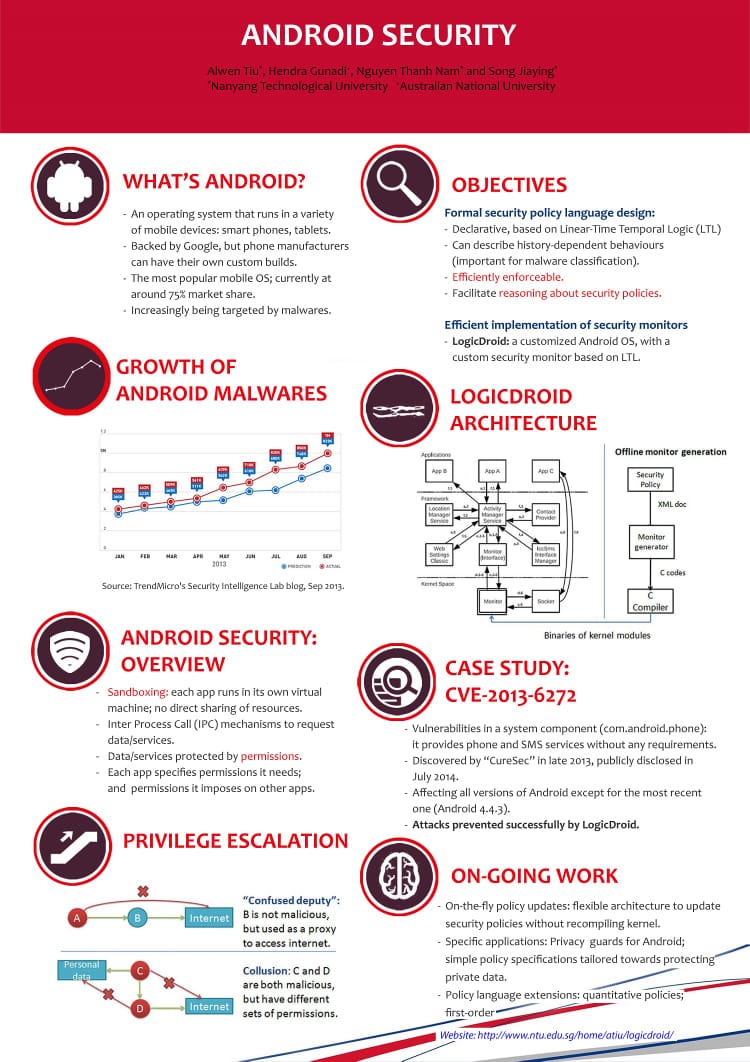 ANDROID SECURITY
Alwen Tiu*, Hendra Gunadi+, Nguyen Thanh Nam* and Song Jiaying*
*Nanyang Technological University +Australian National University
WHAT'S ANDROID?
- An operating system that runs in a variety
of mobile devices: smart phones, tablets.
- Backed by Google, but phone manufacturers
can have their own custom builds.
- The most popular mobile OS; currently at
around 75% market share.
- Increasingly being targeted by malwares.
GROWTH OF
ANDROID MALWARES
JAN FEB MAR APR MAY JUN JUL AUG SEP
2013
PREDICTION ACTUAL
Source: TrendMicro's Security Intelligence Lab blog, Sep 2013.
ANDROID SECURITY:
OVERVIEW
- Sandboxing: each app runs in its own virtual
machine; no direct sharing of resources.
- Inter Process Call (IPC) mechanisms to request
data/services.
- Data/services protected by permissions.
- Each app specifies permissions it needs;
and permissions it imposes on other apps.
PRIVILEGE ESCALATION
A
B
Internet
"Confused deputy":
B is not malicious,
but used as a proxy
to access internet.
Personal
data
C
D
Internet
Collusion: C and D
are both malicious,
but have different
sets of permissions.
OBJECTIVES
Formal security policy language design:
- Declarative, based on Linear-Time Temporal Logic (LTL)
- Can describe history-dependent behaviours
(important for malware classification).
- Efficiently enforceable.
- Facilitate reasoning about security policies.
Efficient implementation of security monitors
- LogicDroid: a customized Android OS, with a
custom security monitor based on LTL.
LOGICDROID
ARCHITECTURE
Applications
App B
App A
App C
Framework
Location
Manager
Service
Activity
Manager
Service
Contact
Provider
Web
Settings
Classic
Monitor
(Interface)
IccSms
Interface
Manager
Kernel Space
Monitor
Socket
Offline monitor generation
Security
Policy
XML doc
Monitor
generator
C codes
C
Compiler
Binaries of kernel modules
CASE STUDY:
CVE-2013-6272
- Vulnerabilities in a system component (com.android.phone):
it provides phone and SMS services without any requirements.
- Discovered by "CureSec" in late 2013, publicly disclosed in
July 2014.
- Affecting all versions of Android except for the most recent
one (Android 4.4.3).
- Attacks prevented successfully by LogicDroid.
ON-GOING WORK
- On-the-fly policy updates: flexible architecture to update
security policies without recompiling kernel.
- Specific applications: Privacy guards for Android;
simple policy specifications tailored towards protecting
private data.
- Policy language extensions: quantitative policies;
first-order
Website: http://www.ntu.edu.sg/home/atiu/logicdroid/